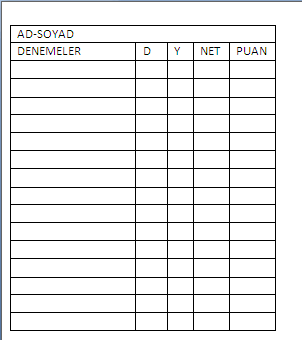 AD-SOYAD
DENEMELER D Y NET PUAN